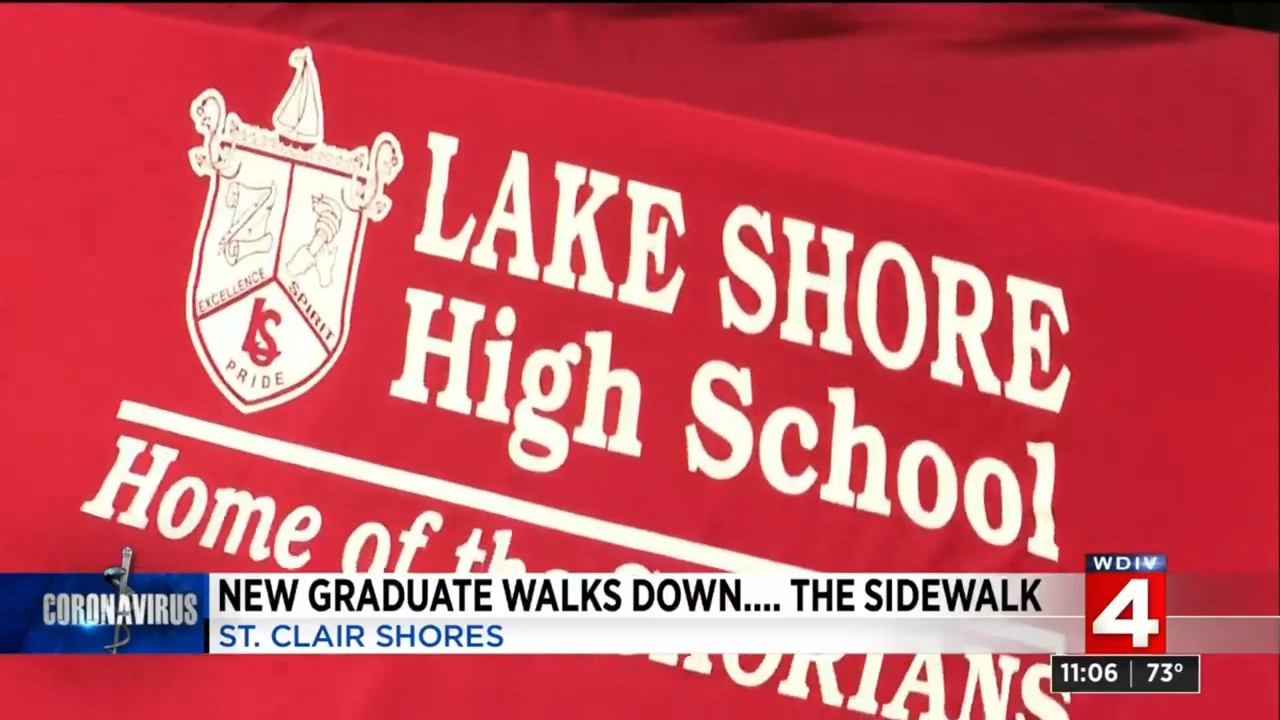 LAKE SHORE
High School
EXCELLENCE
SPIRIT
LS
PRIDE
Home of the
CORONAVIRUS
NEW GRADUATE WALKS DOWN.... THE SIDEWALK
ST. CLAIR SHORES
WDIV
4
11:06 73°